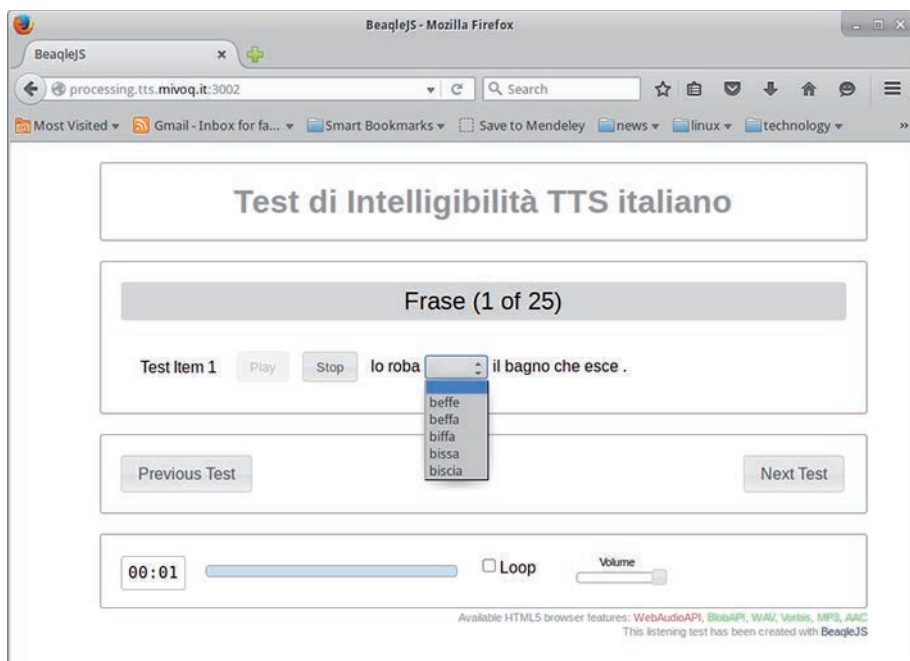 BeaqleJS - Mozilla Firefox
BeaqleJS
processing.tts.mivoq.it:3002 Search
Most Visited Gmail - Inbox for fa... Smart Bookmarks Save to Mendeley news linux technology »
Test di Intelligibilità TTS italiano
Frase (1 of 25)
Test Item 1 Play Stop lo roba il bagno che esce .
beffe
beffa
biffa
bissa
biscia
Previous Test Next Test
00:01 Loop Volume
Available HTML5 browser features: WebAudioAPI, BlobAPI, WAV, Vorbis, MP3, AAC
This listening test has been created with BeaqleJS